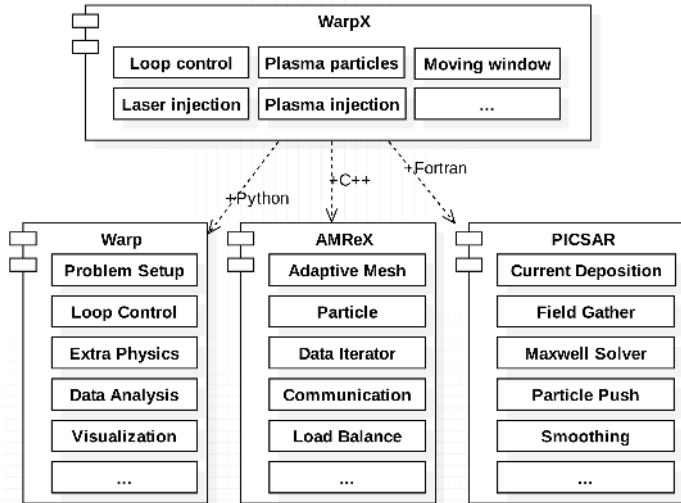 WarpX
Loop control
Plasma particles
Moving window
Laser injection
Plasma injection
...
+Python
+C++
+Fortran
Warp
Problem Setup
Loop Control
Extra Physics
Data Analysis
Visualization
...
AMReX
Adaptive Mesh
Particle
Data Iterator
Communication
Load Balance
...
PICSAR
Current Deposition
Field Gather
Maxwell Solver
Particle Push
Smoothing
...